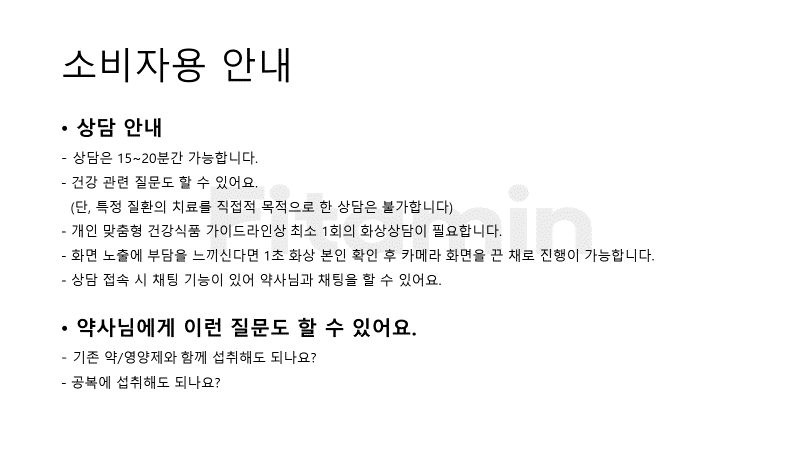 소비자용 안내
• 상담 안내
- 상담은 15~20분간 가능합니다.
- 건강 관련 질문도 할 수 있어요.
(단, 특정 질환의 치료를 직접적 목적으로 한 상담은 불가합니다)
- 개인 맞춤형 건강식품 가이드라인상 최소 1회의 화상상담이 필요합니다.
- 화면 노출에 부담을 느끼신다면 1초 화상 본인 확인 후 카메라 화면을 끈 채로 진행이 가능합니다.
- 상담 접속 시 채팅 기능이 있어 약사님과 채팅을 할 수 있어요.
• 약사님에게 이런 질문도 할 수 있어요.
- 기존 약/영양제와 함께 섭취해도 되나요?
- 공복에 섭취해도 되나요?
Fitamin